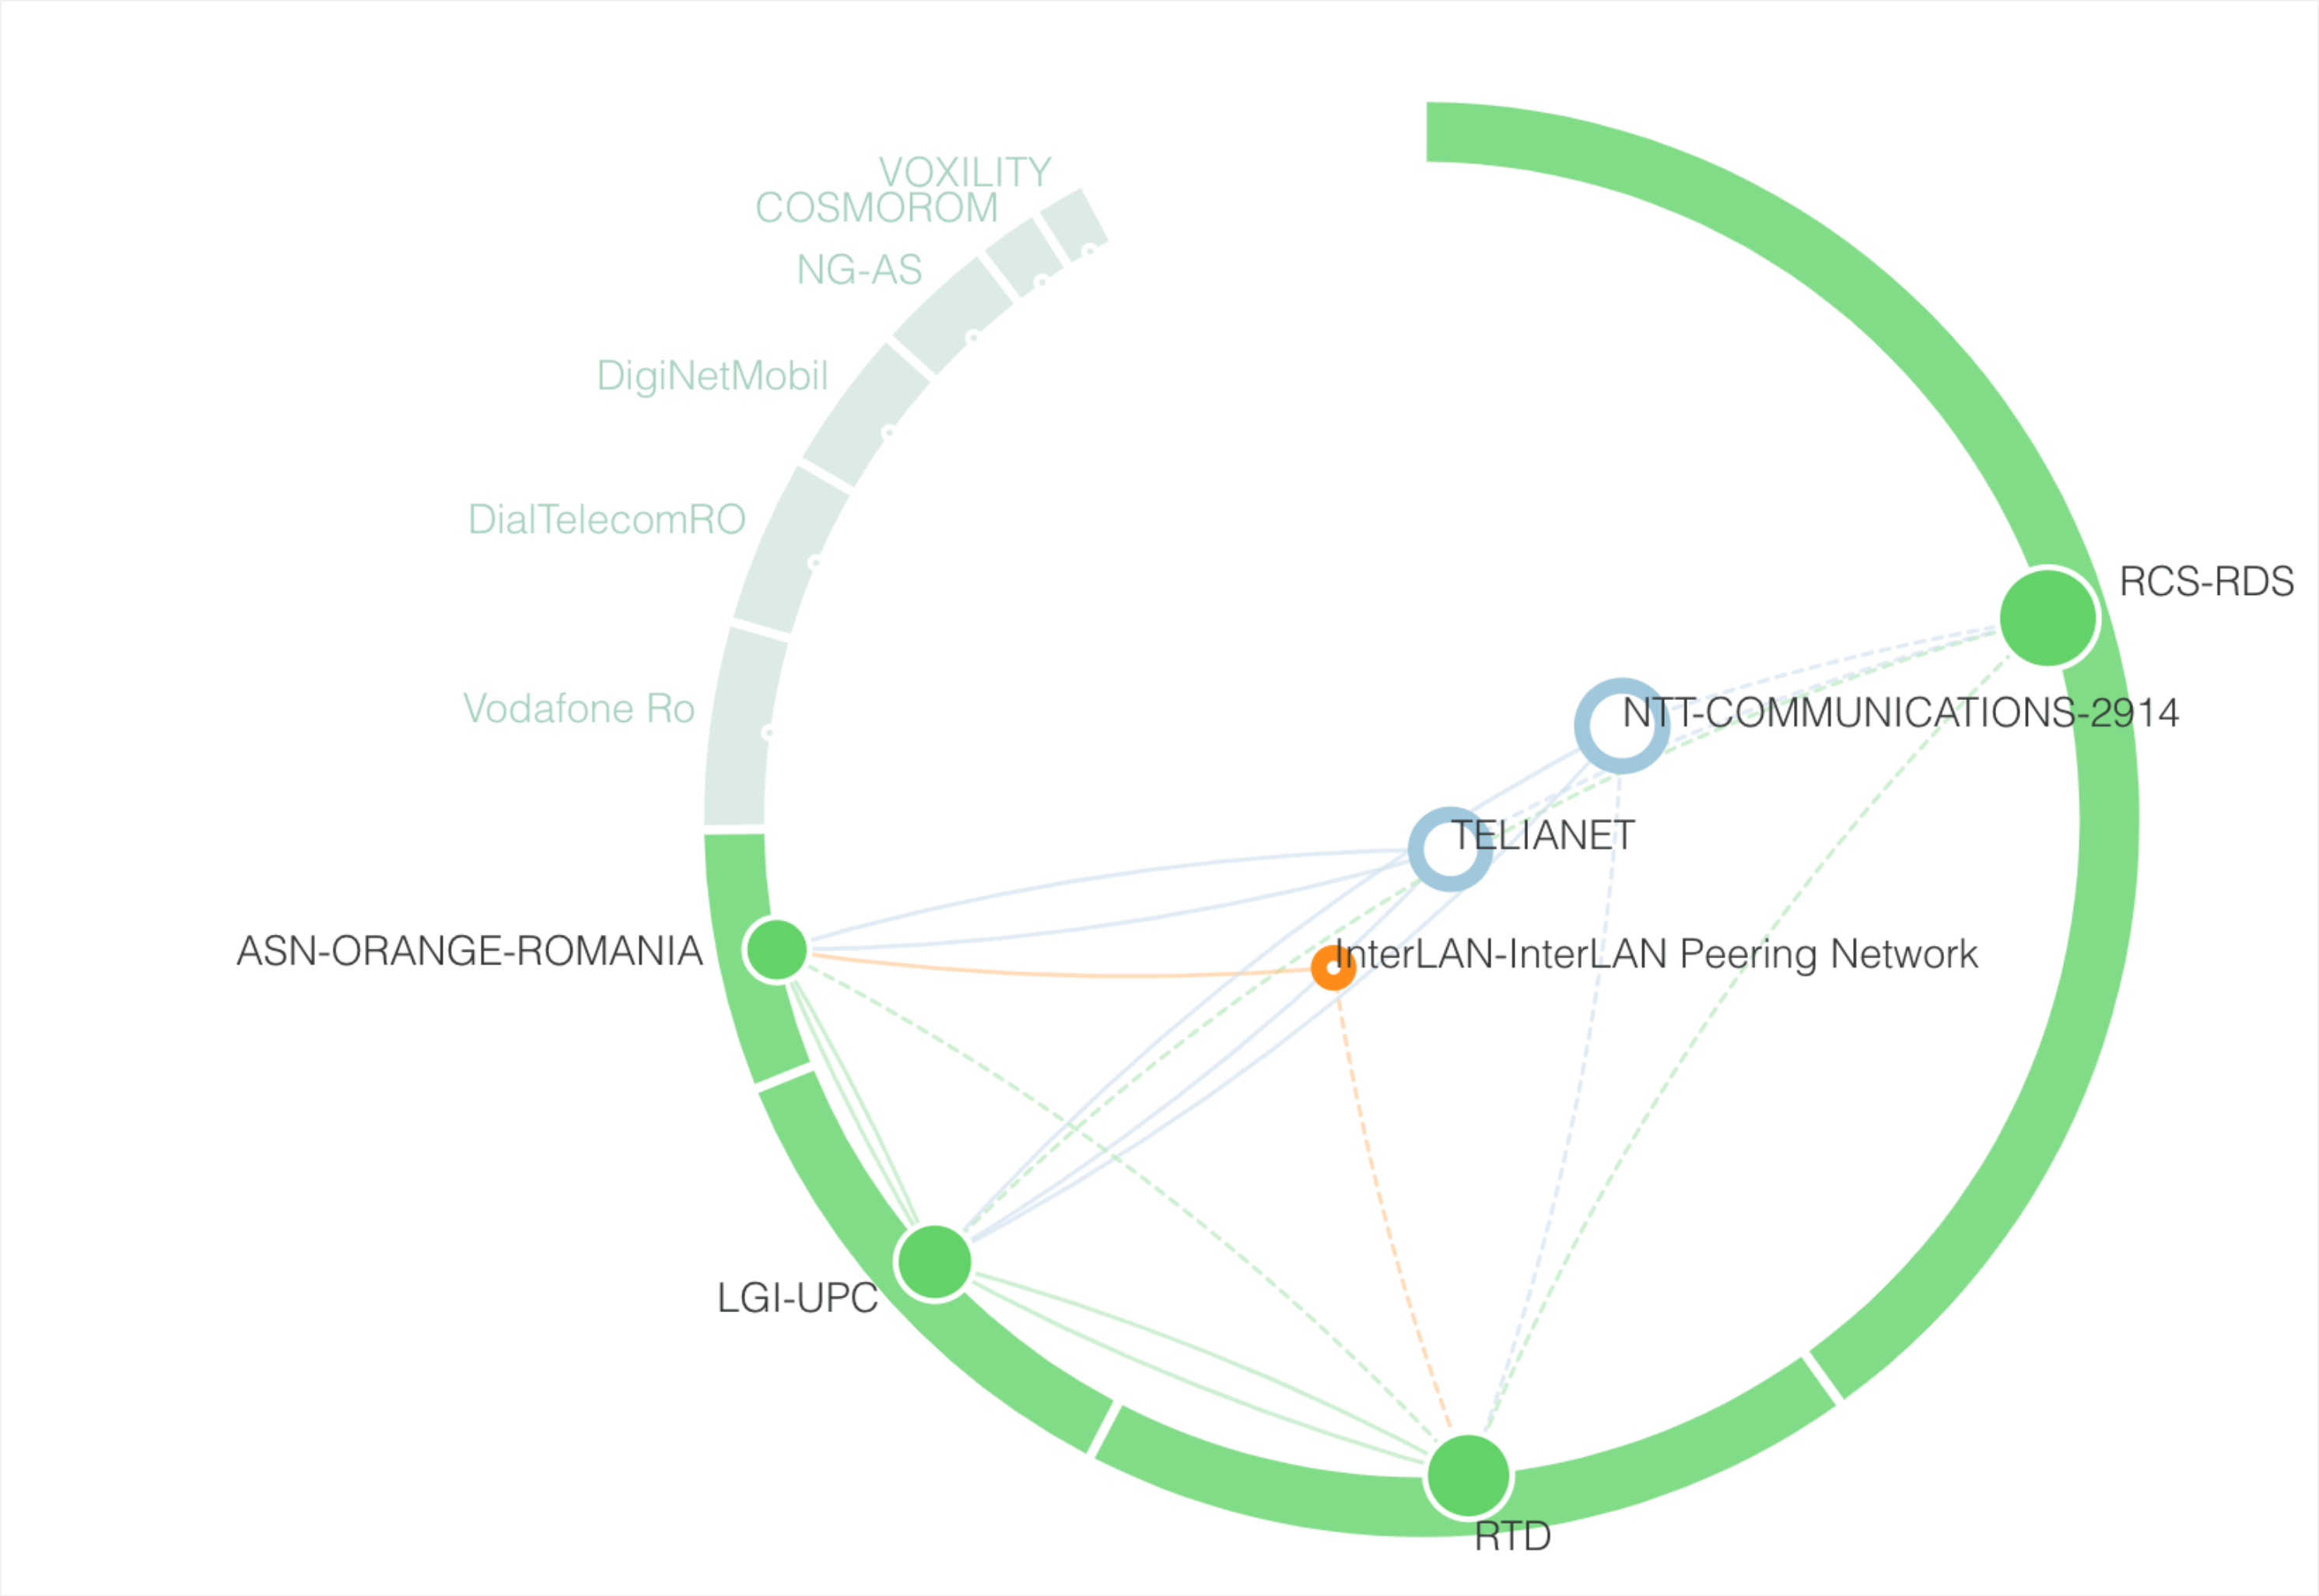 VOXILITY
COSMOROM
NG-AS
DigiNetMobil
DialTelecomRO
RCS-RDS
Vodafone Ro
NTT-COMMUNICATIONS-2914
TELIANET
ASN-ORANGE-ROMANIA
InterLAN-InterLAN Peering Network
LGI-UPC
RTD